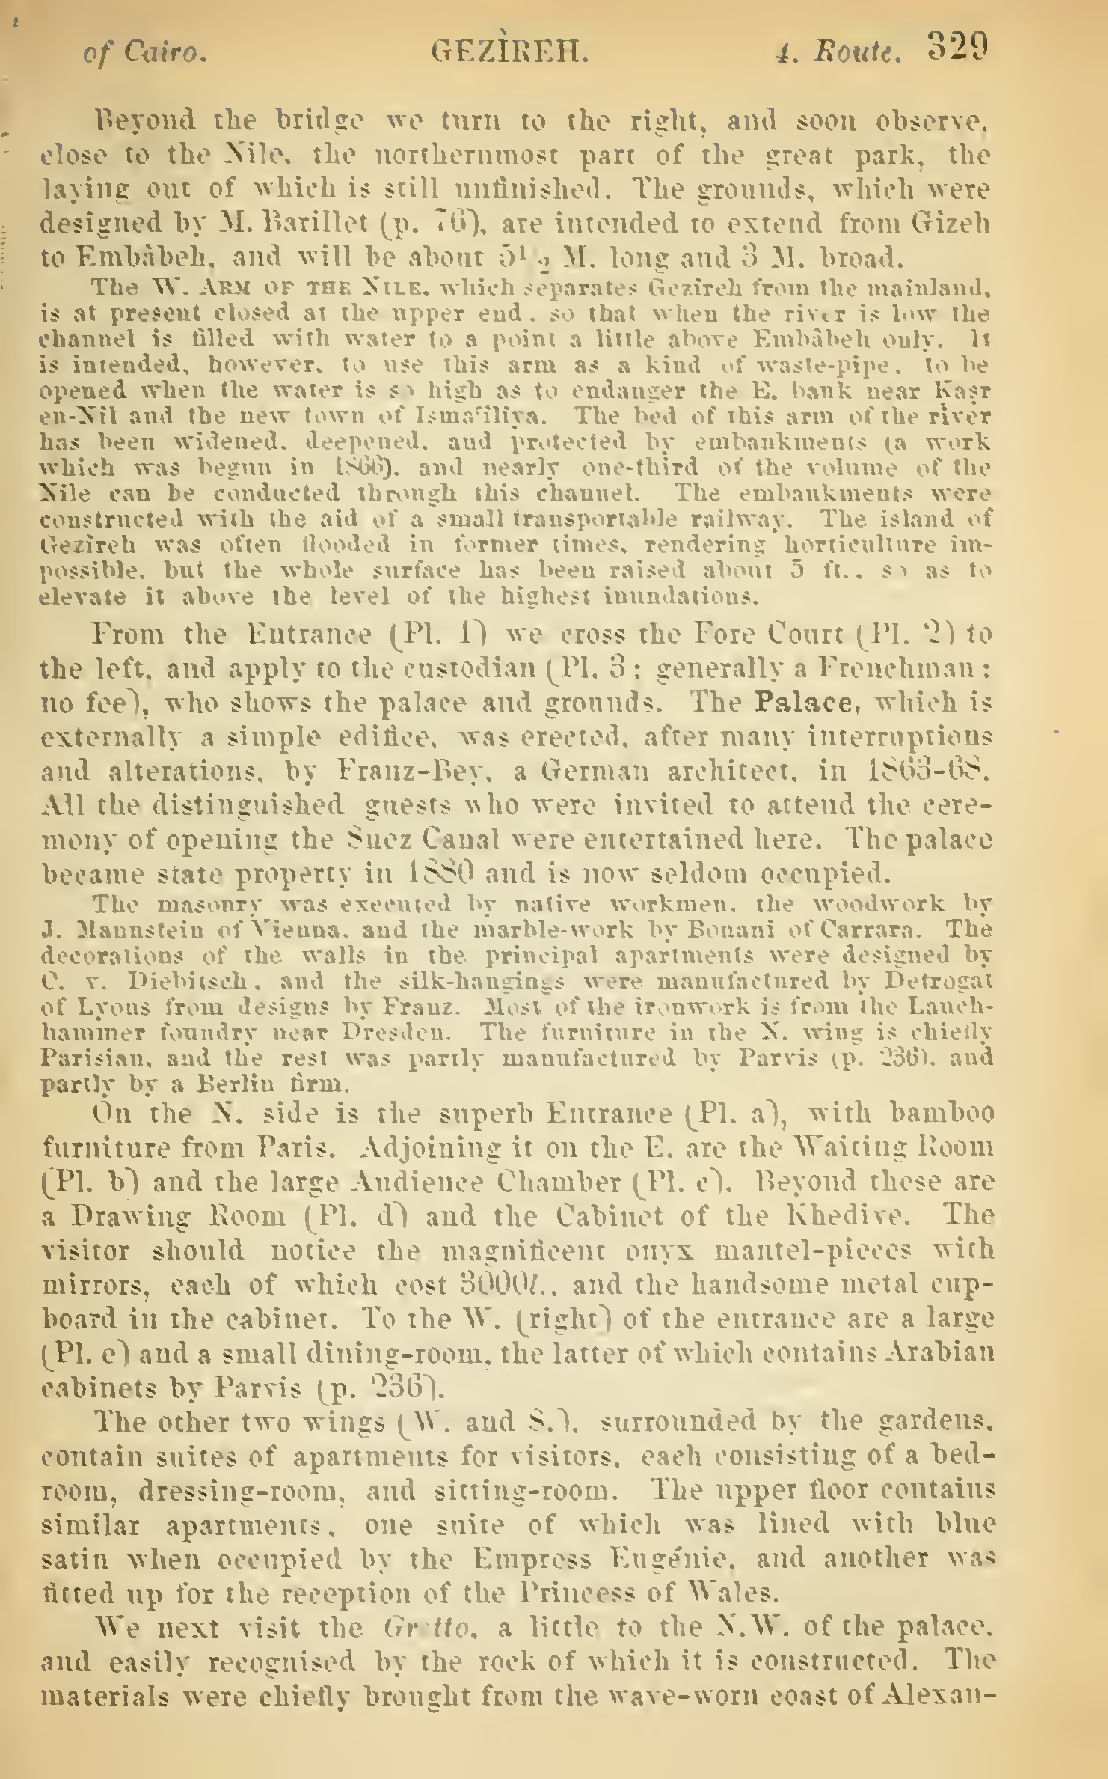 of Cairo. GEZÎREH. 4. Route. 329
Beyond the bridge we turn to the right, and soon observe,
close to the Nile, the northernmost part of the great park, the
laying out of which is still unfinished. The grounds, which were
designed by M. Barillet (p. 76), are intended to extend from Gizeh
to Embâbeh, and will be about 5½ M. long and 3 M. broad.
The W. ARM OF THE NILE, which separates Gezîreh from the mainland,
is at present closed at the upper end, so that when the river is low the
channel is filled with water to a point a little above Embâbeh only. It
is intended, however, to use this arm as a kind of waste-pipe, to be
opened when the water is so high as to endanger the E. bank near Kaṣr
en-Nil and the new town of Isma'îlîya. The bed of this arm of the river
has been widened, deepened, and protected by embankments (a work
which was begun in 1866), and nearly one-third of the volume of the
Nile can be conducted through this channel. The embankments were
constructed with the aid of a small transportable railway. The island of
Gezîreh was often flooded in former times, rendering horticulture im-
possible, but the whole surface has been raised about 5 ft., so as to
elevate it above the level of the highest inundations.
From the Entrance (Pl. 1) we cross the Fore Court (Pl. 2) to
the left, and apply to the custodian (Pl. 3; generally a Frenchman;
no fee), who shows the palace and grounds. The Palace, which is
externally a simple edifice, was erected, after many interruptions
and alterations, by Franz-Bey, a German architect, in 1863-68.
All the distinguished guests who were invited to attend the cere-
mony of opening the Suez Canal were entertained here. The palace
became state property in 1880 and is now seldom occupied.
The masonry was executed by native workmen, the woodwork by
J. Mannstein of Vienna, and the marble-work by Bonani of Carrara. The
decorations of the walls in the principal apartments were designed by
C. v. Diebitsch, and the silk-hangings were manufactured by Detrogat
of Lyons from designs by Franz. Most of the ironwork is from the Lauch-
hammer foundry near Dresden. The furniture in the N. wing is chiefly
Parisian, and the rest was partly manufactured by Parvis (p. 236), and
partly by a Berlin firm.
On the N. side is the superb Entrance (Pl. a), with bamboo
furniture from Paris. Adjoining it on the E. are the Waiting Room
(Pl. b) and the large Audience Chamber (Pl. c). Beyond these are
a Drawing Room (Pl. d) and the Cabinet of the Khedive. The
visitor should notice the magnificent onyx mantel-pieces with
mirrors, each of which cost 3000l., and the handsome metal cup-
board in the cabinet. To the W. (right) of the entrance are a large
(Pl. e) and a small dining-room, the latter of which contains Arabian
cabinets by Parvis (p. 236).
The other two wings (W. and S.), surrounded by the gardens,
contain suites of apartments for visitors, each consisting of a bed-
room, dressing-room, and sitting-room. The upper floor contains
similar apartments, one suite of which was lined with blue
satin when occupied by the Empress Eugénie, and another was
fitted up for the reception of the Princess of Wales.
We next visit the Grotto, a little to the N.W. of the palace,
and easily recognised by the rock of which it is constructed. The
materials were chiefly brought from the wave-worn coast of Alexan-